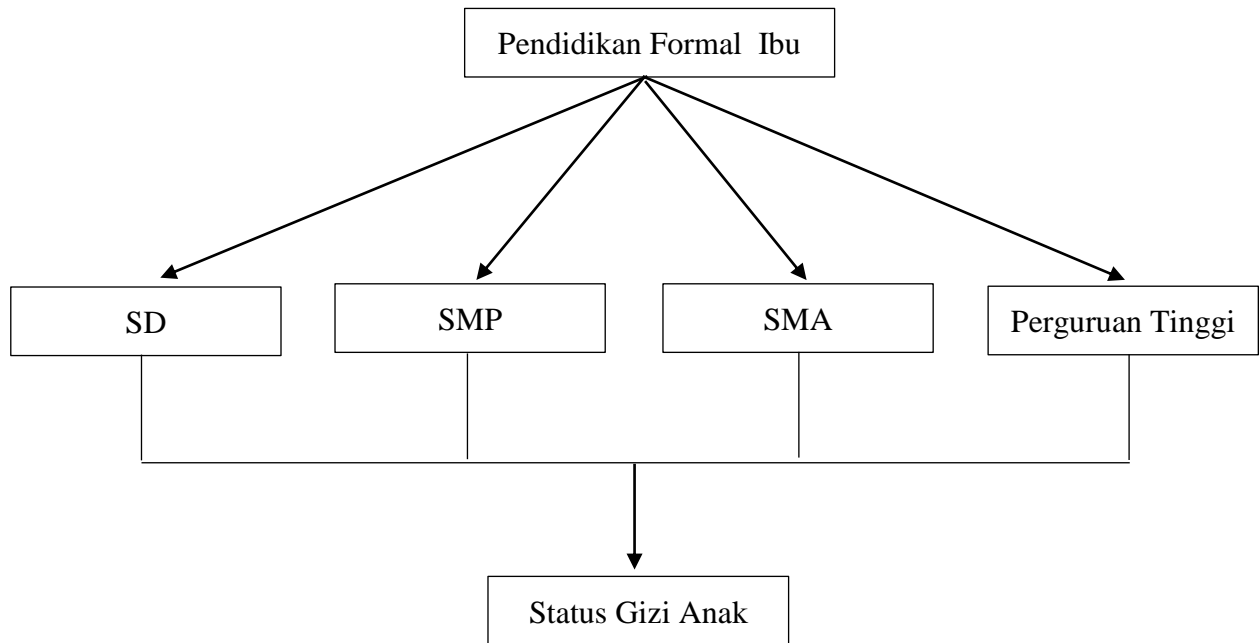 Pendidikan Formal Ibu
SD
SMP
SMA
Perguruan Tinggi
Status Gizi Anak